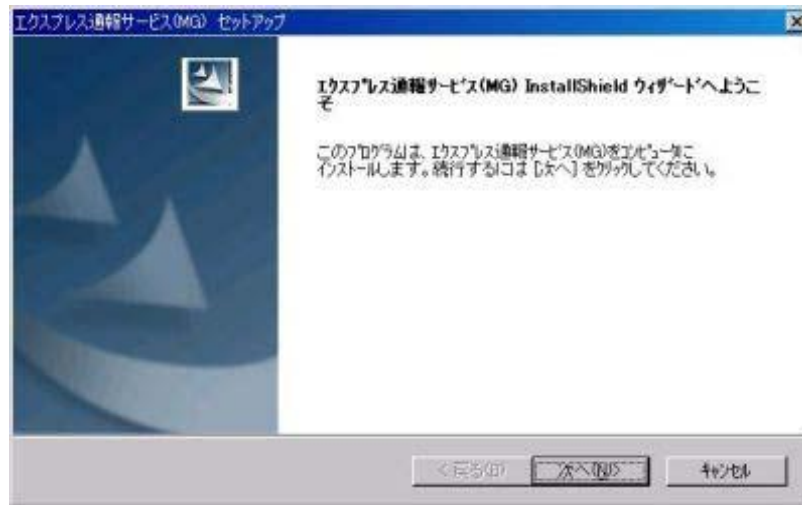 エクスプレス通報サービス(MG) セットアップ
エクスプレス通報サービス(MG) InstallShield ウィザードへようこ
そ
このプログラムは、エクスプレス通報サービス(MG)をコンピュータに
インストールします。続行するには [次へ] をクリックしてください。
< 戻る(B)
次へ(N)>
キャンセル